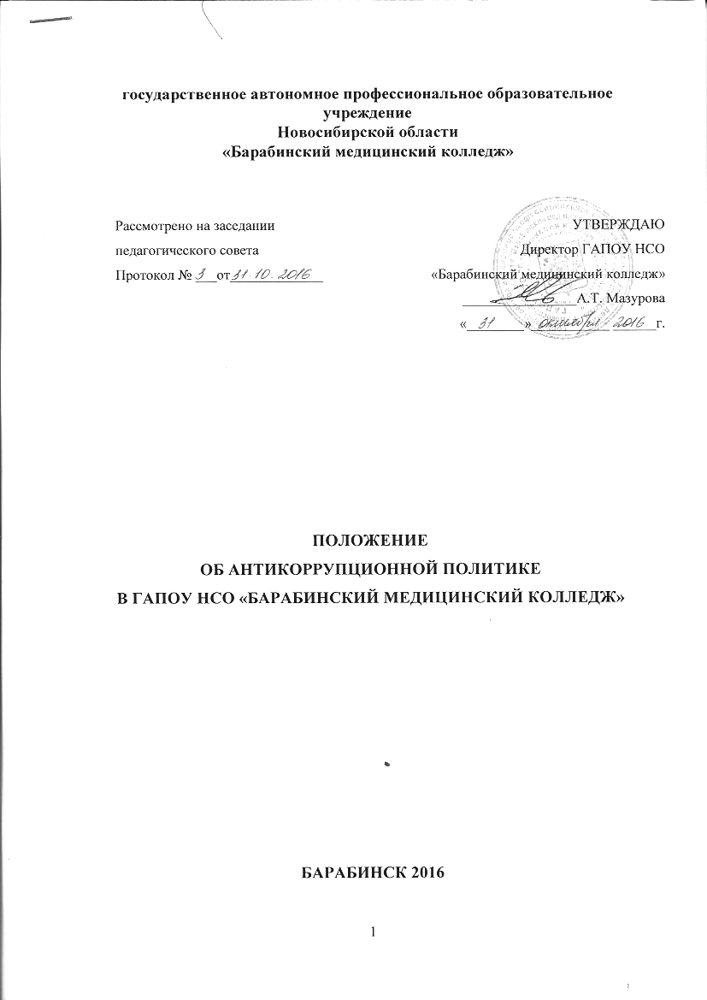 государственное автономное профессиональное образовательное
учреждение
Новосибирской области
«Барабинский медицинский колледж»
Рассмотрено на заседании
педагогического совета
Протокол № 3 от 31.10.2016
УТВЕРЖДАЮ
Директор ГАПОУ НСО
«Барабинский медицинский колледж»
А.Т. Мазурова
« 31 » октября 2016 г.
ПОЛОЖЕНИЕ
ОБ АНТИКОРРУПЦИОННОЙ ПОЛИТИКЕ
В ГАПОУ НСО «БАРАБИНСКИЙ МЕДИЦИНСКИЙ КОЛЛЕДЖ»
БАРАБИНСК 2016
1